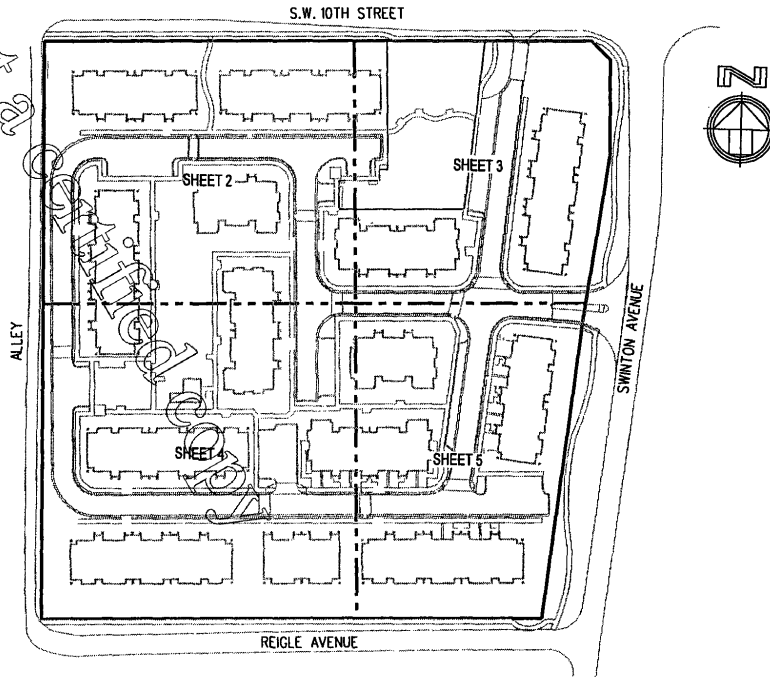 S.W. 10TH STREET
N
SHEET 3
SHEET 2
a certified copy
ALLEY
SWINTON AVENUE
SHEET 4
SHEET 5
REIGLE AVENUE